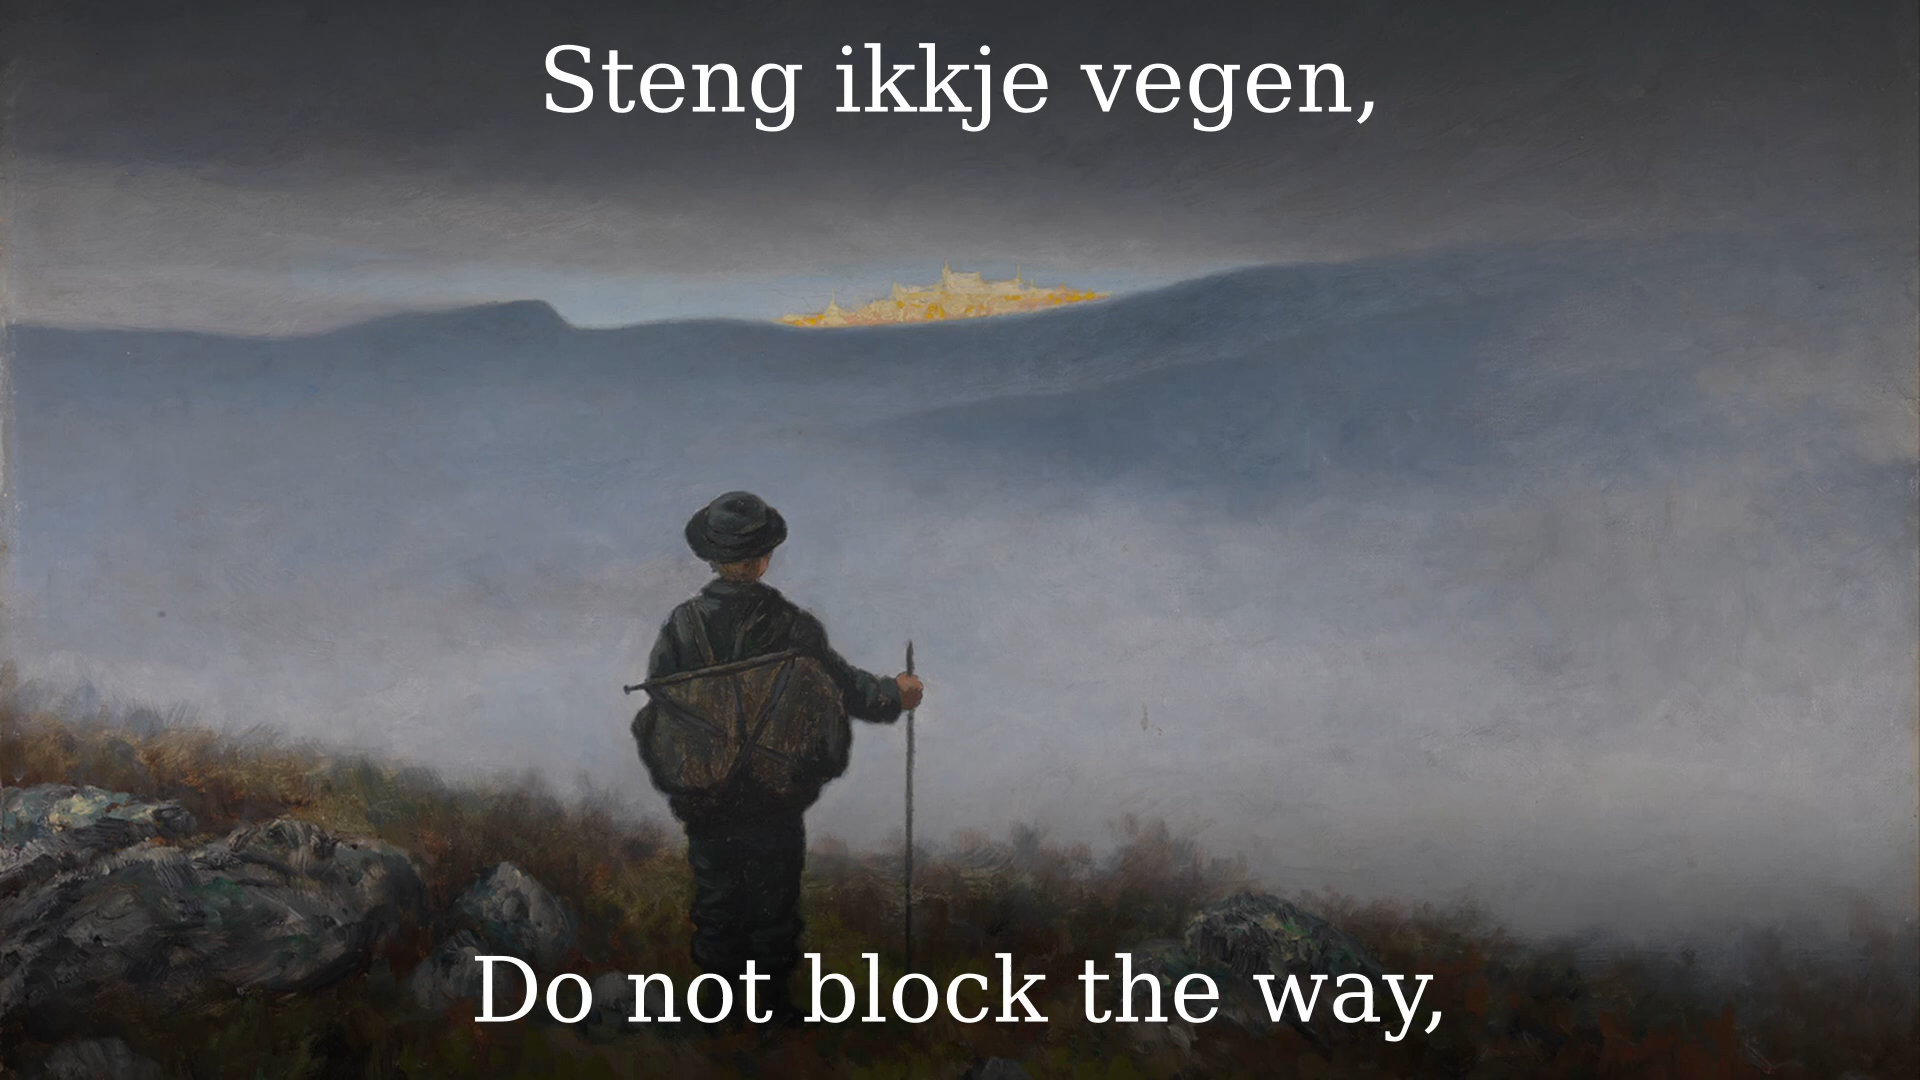 Steng ikkje vegen,
Do not block the way,